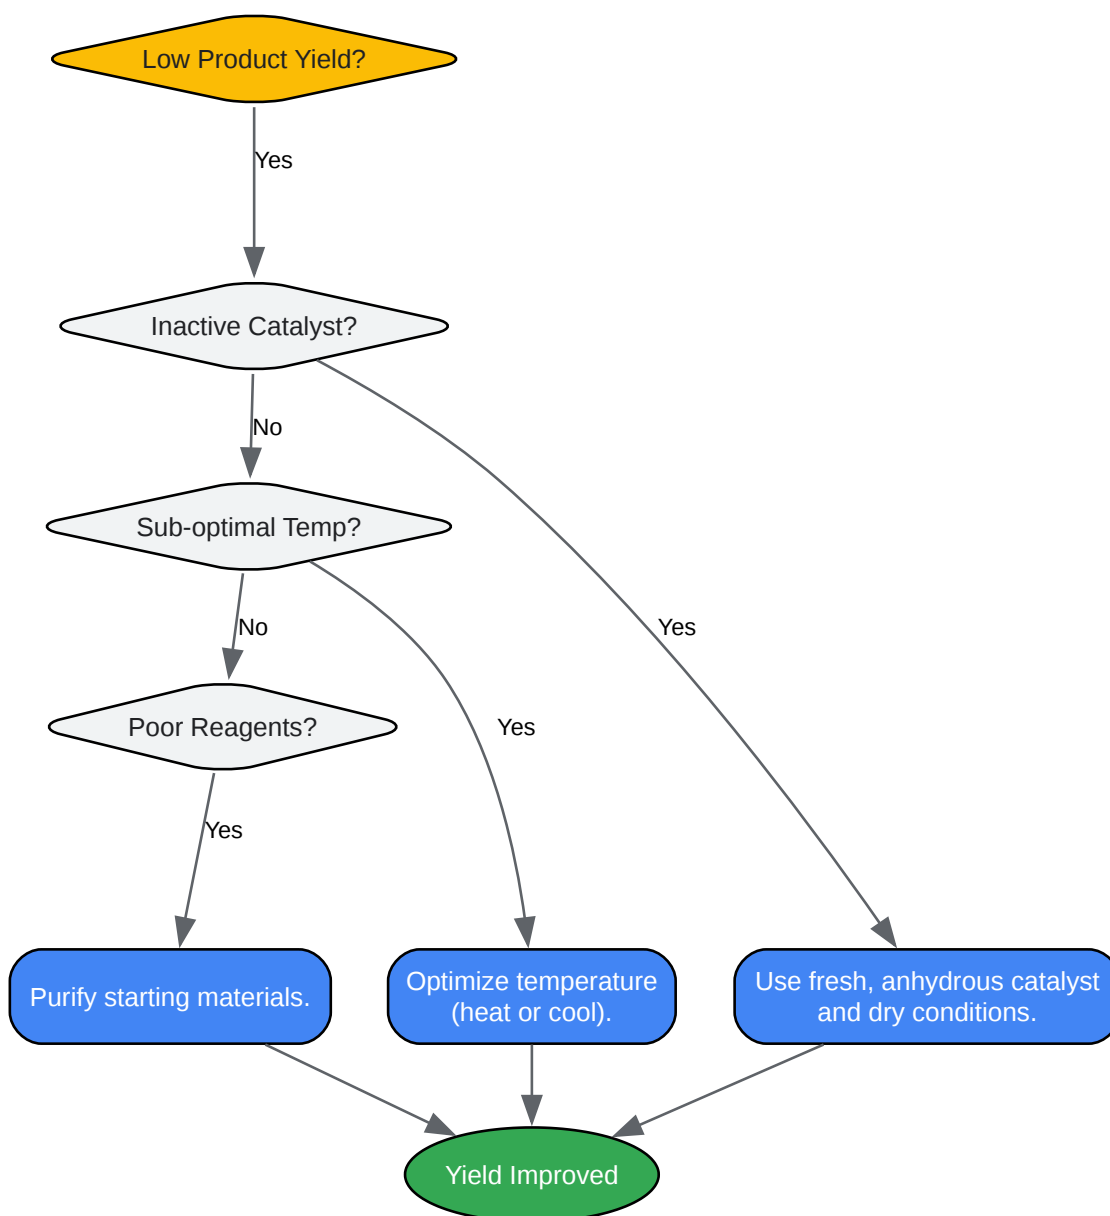 Low Product Yield?
Yes
Inactive Catalyst?
No
Sub-optimal Temp?
No
Yes
Poor Reagents?
Yes
Yes
Purify starting materials.
Optimize temperature
(heat or cool).
Use fresh, anhydrous catalyst
and dry conditions.
Yield Improved